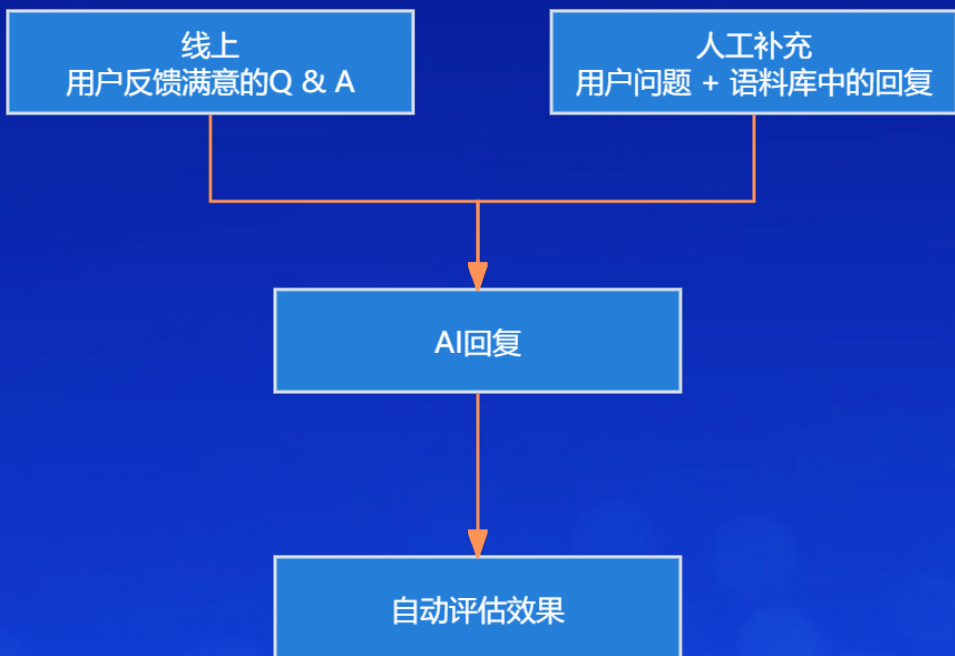 线上
用户反馈满意的Q & A
人工补充
用户问题 + 语料库中的回复
AI回复
自动评估效果